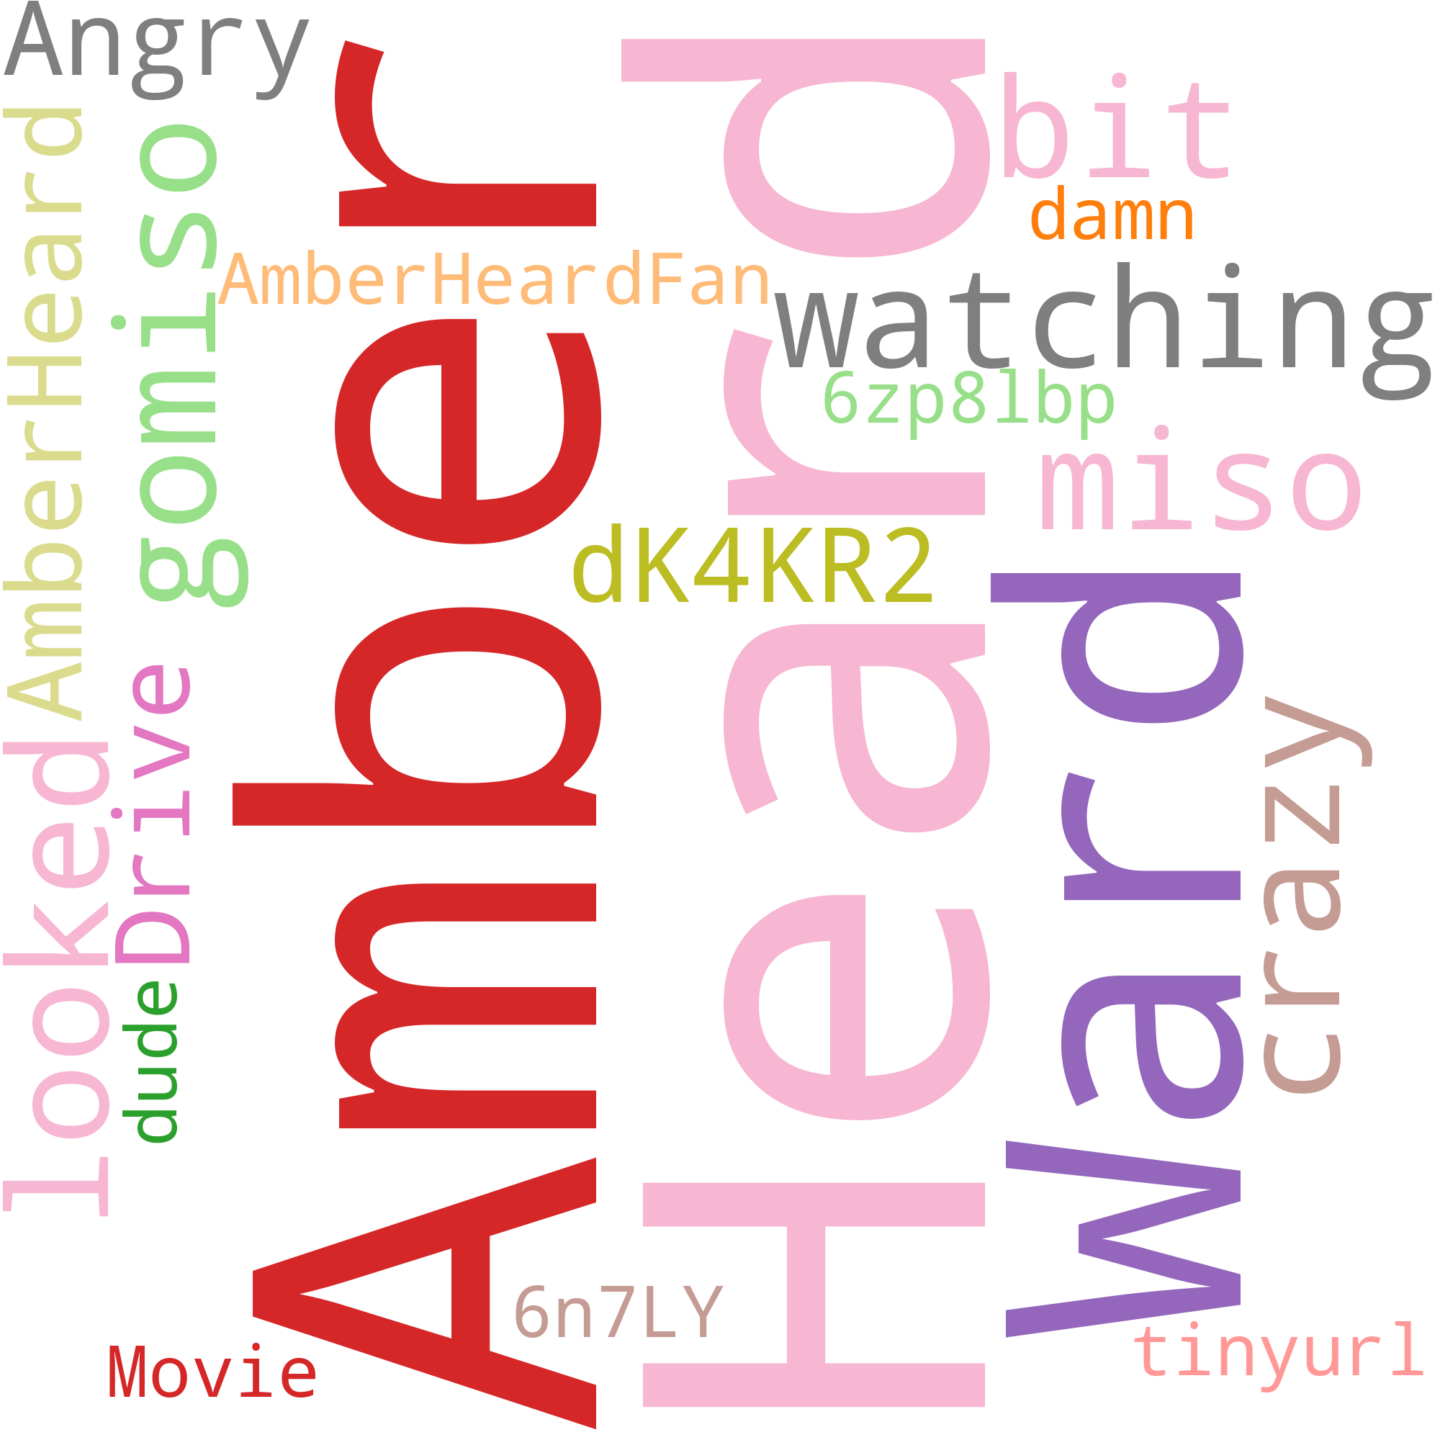 Angry
AmberHeard
gomiso
Amber
Heard
bit
damn
AmberHeardFan
watching
6zp8lbp
miso
dK4KR2
Ward
looked
Drive
crazy
dude
6n7LY
Movie
tinyurl